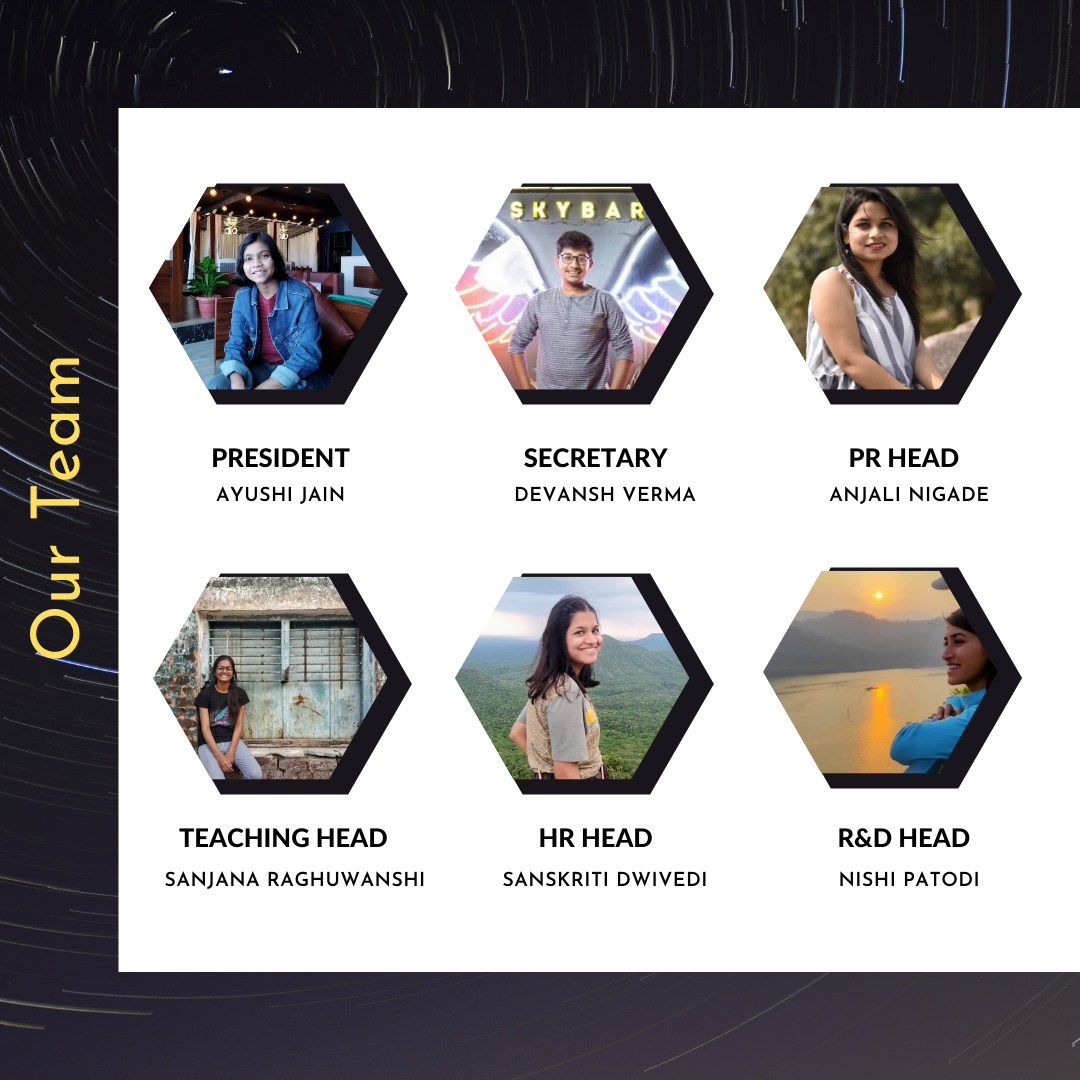 Our Team
SKYBAR
PRESIDENT
AYUSHI JAIN
SECRETARY
DEVANSH VERMA
PR HEAD
ANJALI NIGADE
TEACHING HEAD
SANJANA RAGHUWANSHI
HR HEAD
SANSKRITI DWIVEDI
R&D HEAD
NISHI PATODI